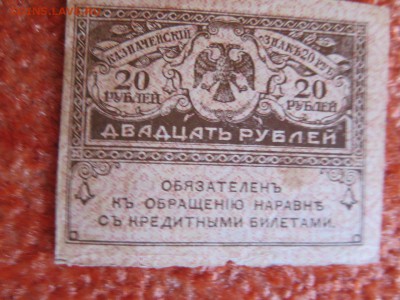 КАЗНАЧЕЙСКІЙ ЗНАКЪ 20 РУБ
20 20
РУБЛЕЙ РУБЛЕЙ
ДВАДЦАТЬ РУБЛЕЙ
ОБЯЗАТЕЛЕНЪ
КЪ ОБРАЩЕНІЮ НАРАВНѢ
СЪ КРЕДИТНЫМИ БИЛЕТАМИ.